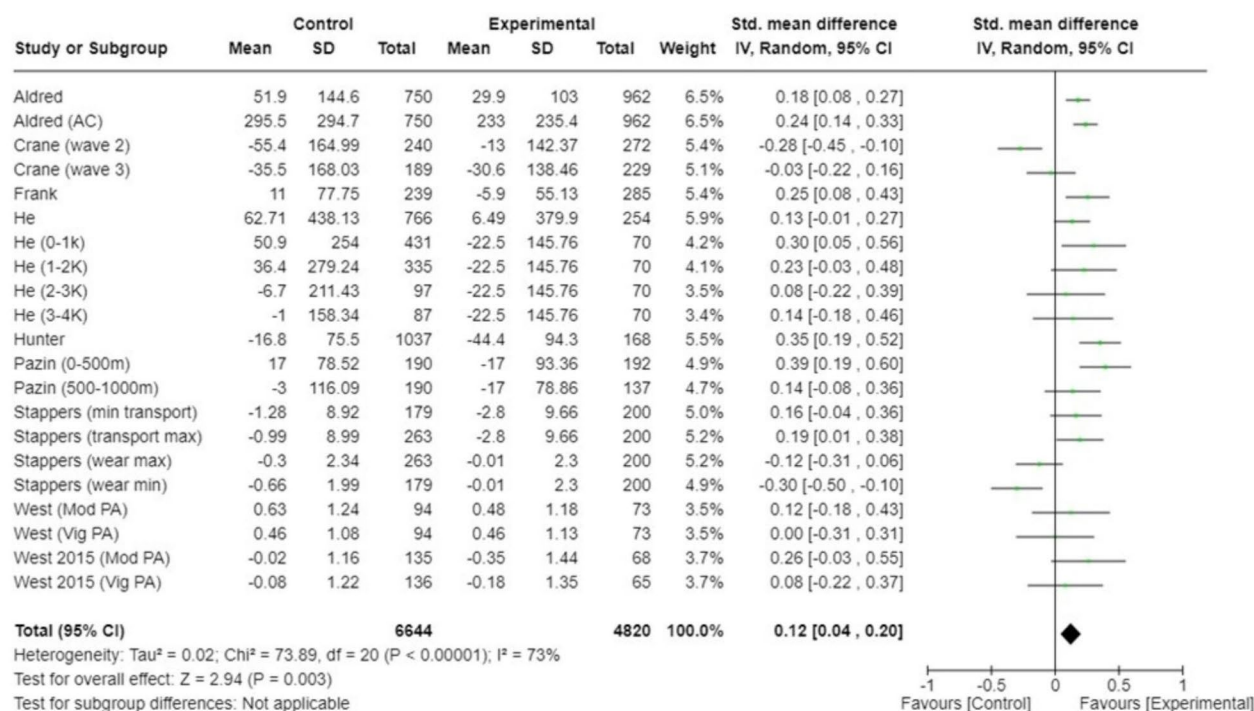 Control Experimental Std. mean difference Std. mean difference
Study or Subgroup Mean SD Total Mean SD Total Weight IV, Random, 95% CI IV, Random, 95% CI
Aldred 51.9 144.6 750 29.9 103 962 6.5% 0.18 [0.08 , 0.27]
Aldred (AC) 295.5 294.7 750 233 235.4 962 6.5% 0.24 [0.14 , 0.33]
Crane (wave 2) -55.4 164.99 240 -13 142.37 272 5.4% -0.28 [-0.45 , -0.10]
Crane (wave 3) -35.5 168.03 189 -30.6 138.46 229 5.1% -0.03 [-0.22 , 0.16]
Frank 11 77.75 239 -5.9 55.13 285 5.4% 0.25 [0.08 , 0.43]
He 62.71 438.13 766 6.49 379.9 254 5.9% 0.13 [-0.01 , 0.27]
He (0-1k) 50.9 254 431 -22.5 145.76 70 4.2% 0.30 [0.05 , 0.56]
He (1-2K) 36.4 279.24 335 -22.5 145.76 70 4.1% 0.23 [-0.03 , 0.48]
He (2-3K) -6.7 211.43 97 -22.5 145.76 70 3.5% 0.08 [-0.22 , 0.39]
He (3-4K) -1 158.34 87 -22.5 145.76 70 3.4% 0.14 [-0.18 , 0.46]
Hunter -16.8 75.5 1037 -44.4 94.3 168 5.5% 0.35 [0.19 , 0.52]
Pazin (0-500m) 17 78.52 190 -17 93.36 192 4.9% 0.39 [0.19 , 0.60]
Pazin (500-1000m) -3 116.09 190 -17 78.86 137 4.7% 0.14 [-0.08 , 0.36]
Stappers (min transport) -1.28 8.92 179 -2.8 9.66 200 5.0% 0.16 [-0.04 , 0.36]
Stappers (transport max) -0.99 8.99 263 -2.8 9.66 200 5.2% 0.19 [0.01 , 0.38]
Stappers (wear max) -0.3 2.34 263 -0.01 2.3 200 5.2% -0.12 [-0.31 , 0.06]
Stappers (wear min) -0.66 1.99 179 -0.01 2.3 200 4.9% -0.30 [-0.50 , -0.10]
West (Mod PA) 0.63 1.24 94 0.48 1.18 73 3.5% 0.12 [-0.18 , 0.43]
West (Vig PA) 0.46 1.08 94 0.46 1.13 73 3.5% 0.00 [-0.31 , 0.31]
West 2015 (Mod PA) -0.02 1.16 135 -0.35 1.44 68 3.7% 0.26 [-0.03 , 0.55]
West 2015 (Vig PA) -0.08 1.22 136 -0.18 1.35 65 3.7% 0.08 [-0.22 , 0.37]
Total (95% CI) 6644 4820 100.0% 0.12 [0.04 , 0.20]
Heterogeneity: Tau² = 0.02; Chi² = 73.89, df = 20 (P < 0.00001); I² = 73%
Test for overall effect: Z = 2.94 (P = 0.003)
Test for subgroup differences: Not applicable
-1 -0.5 0 0.5 1
Favours [Control] Favours [Experimental]